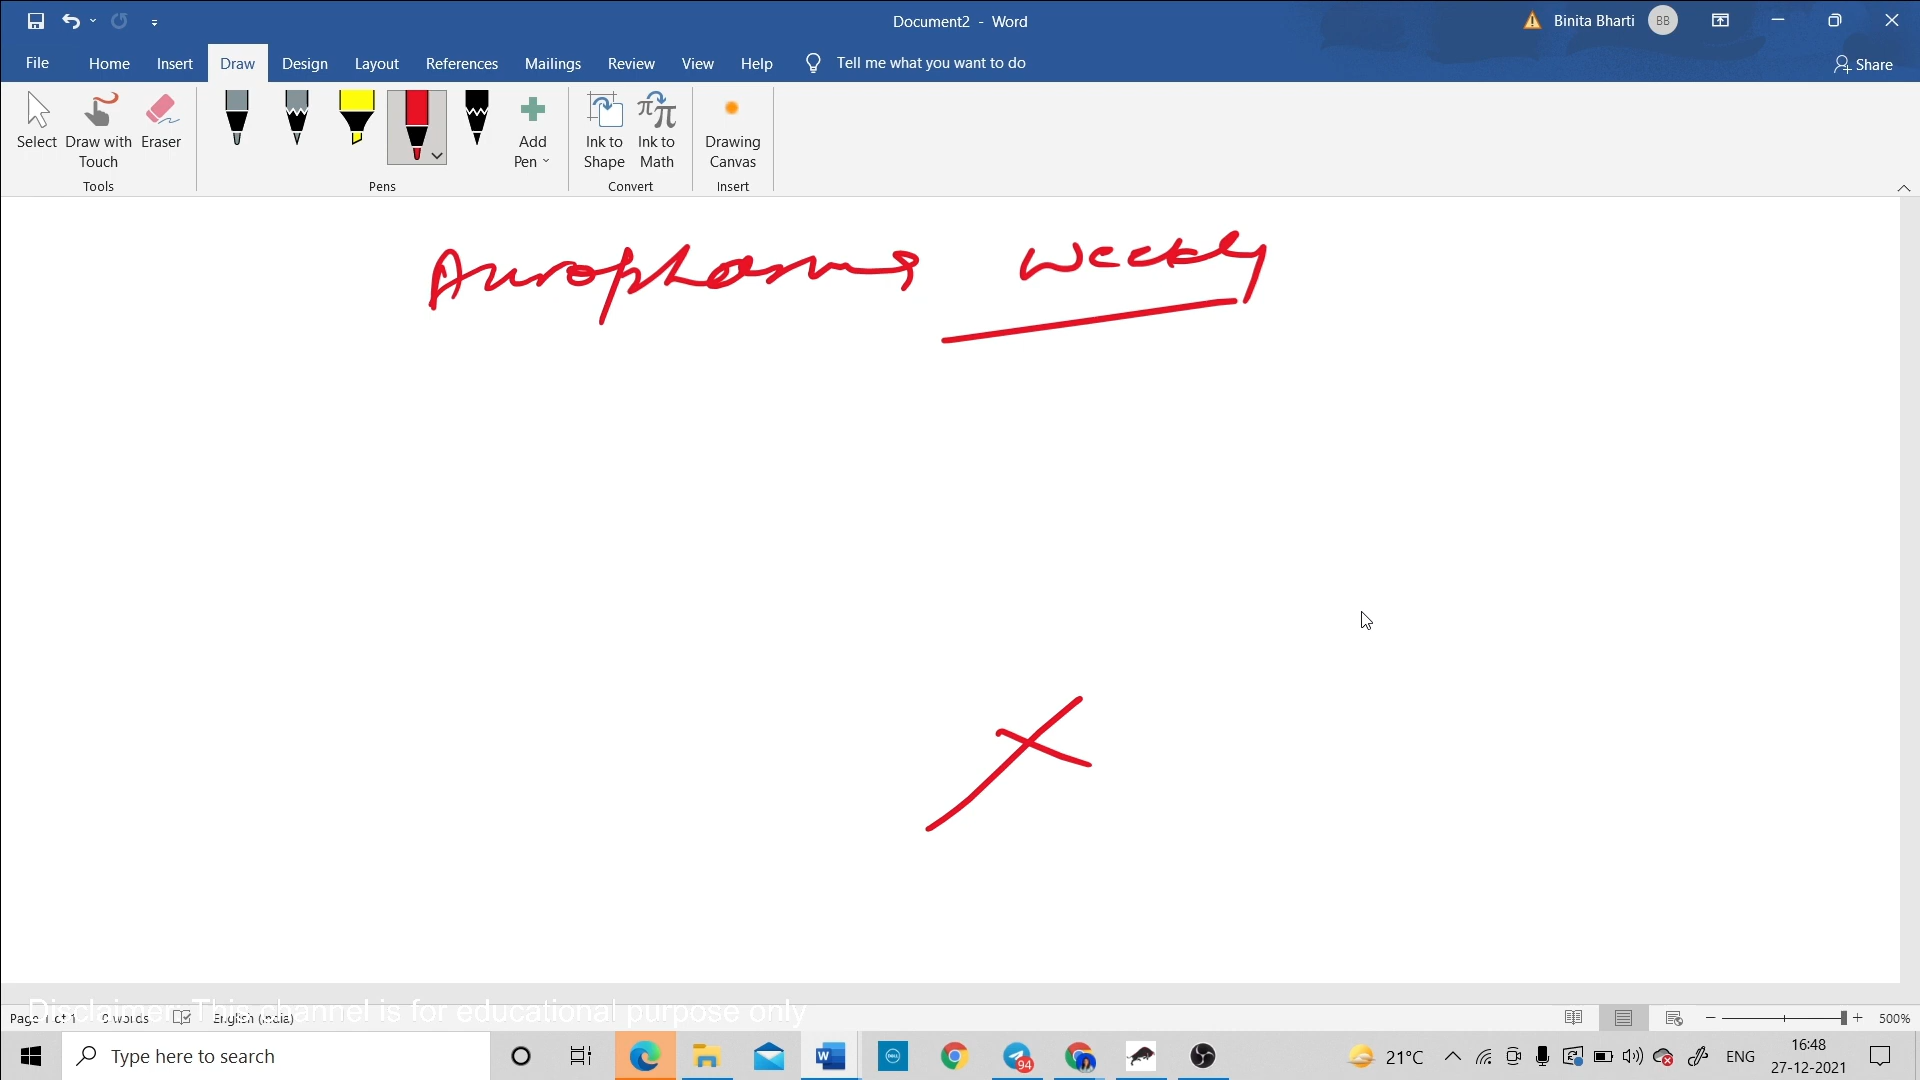 Document2 - Word
Binita Bharti
BB
File Home Insert Draw Design Layout References Mailings Review View Help Tell me what you want to do
Share
Select Draw with Touch Eraser Add Pen Ink to Shape Ink to Math Drawing Canvas
Tools Pens Convert Insert
Auropharma weekly
Disclaimer: This channel is for educational purpose only
Page 1 of 1 0 words English (India)
500%
Type here to search
DELL
94
21°C
ENG
16:48
27-12-2021